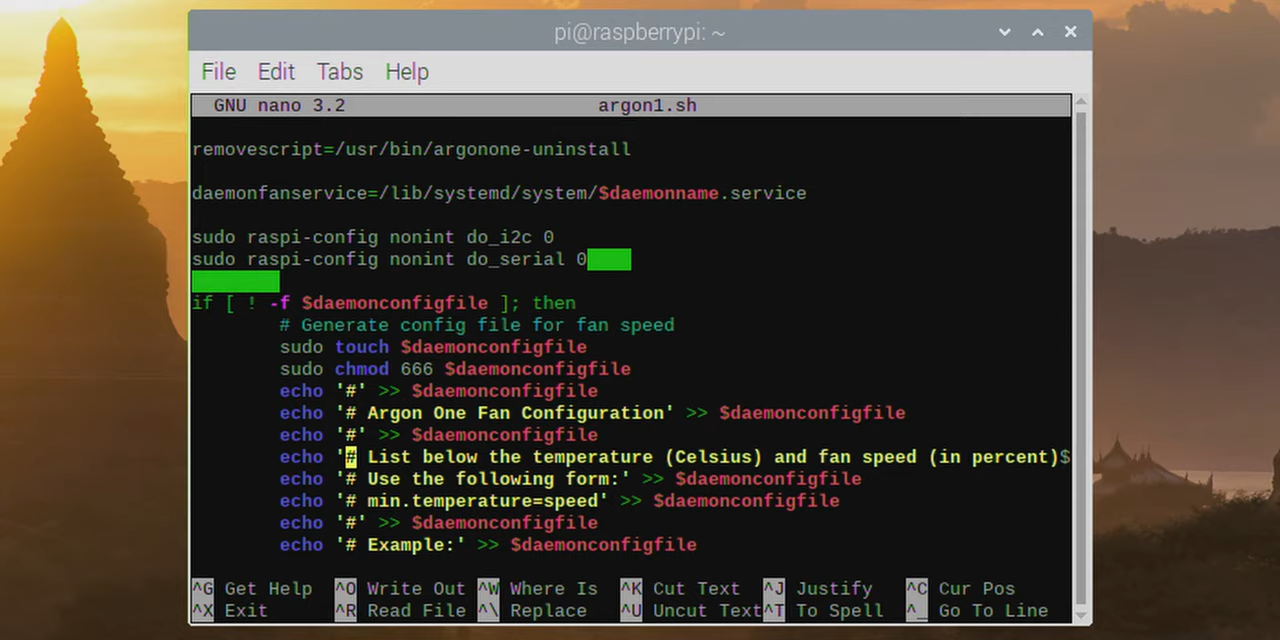 pi@raspberrypi: ~
File Edit Tabs Help
GNU nano 3.2 argon1.sh
removescript=/usr/bin/argonone-uninstall
daemonfanservice=/lib/systemd/system/$daemonname.service
sudo raspi-config nonint do_i2c 0
sudo raspi-config nonint do_serial 0
if [ ! -f $daemonconfigfile ]; then
# Generate config file for fan speed
sudo touch $daemonconfigfile
sudo chmod 666 $daemonconfigfile
echo '#' >> $daemonconfigfile
echo '# Argon One Fan Configuration' >> $daemonconfigfile
echo '#' >> $daemonconfigfile
echo '# List below the temperature (Celsius) and fan speed (in percent)$
echo '# Use the following form:' >> $daemonconfigfile
echo '# min.temperature=speed' >> $daemonconfigfile
echo '#' >> $daemonconfigfile
echo '# Example:' >> $daemonconfigfile
^G Get Help ^O Write Out ^W Where Is ^K Cut Text ^J Justify ^C Cur Pos
^X Exit ^R Read File ^\ Replace ^U Uncut Text ^T To Spell ^_ Go To Line